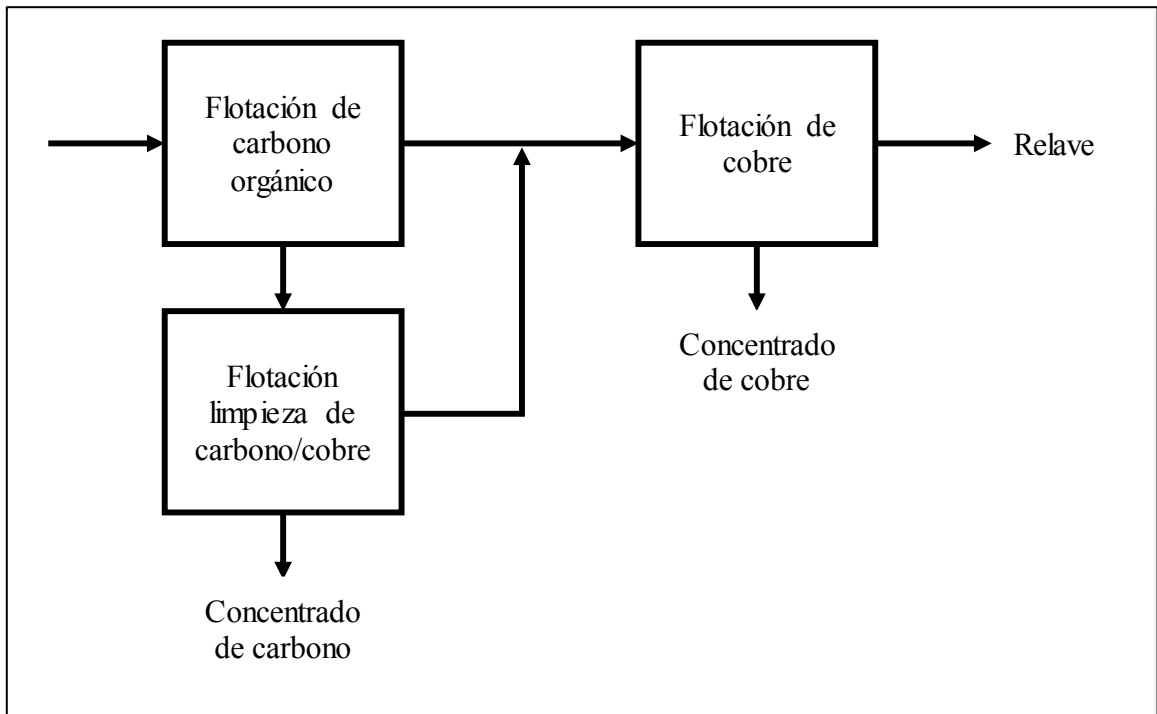 Flotación de
carbono
orgánico
Flotación de
cobre
Relave
Flotación
limpieza de
carbono/cobre
Concentrado
de cobre
Concentrado
de carbono